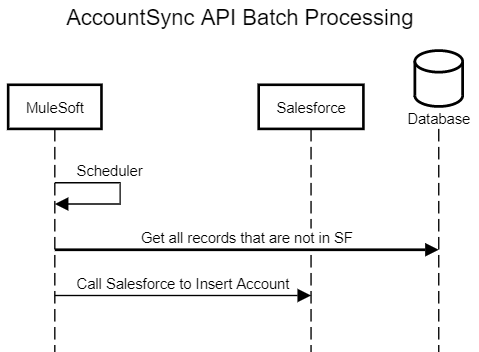 AccountSync API Batch Processing
MuleSoft
Salesforce
Database
Scheduler
Get all records that are not in SF
Call Salesforce to Insert Account